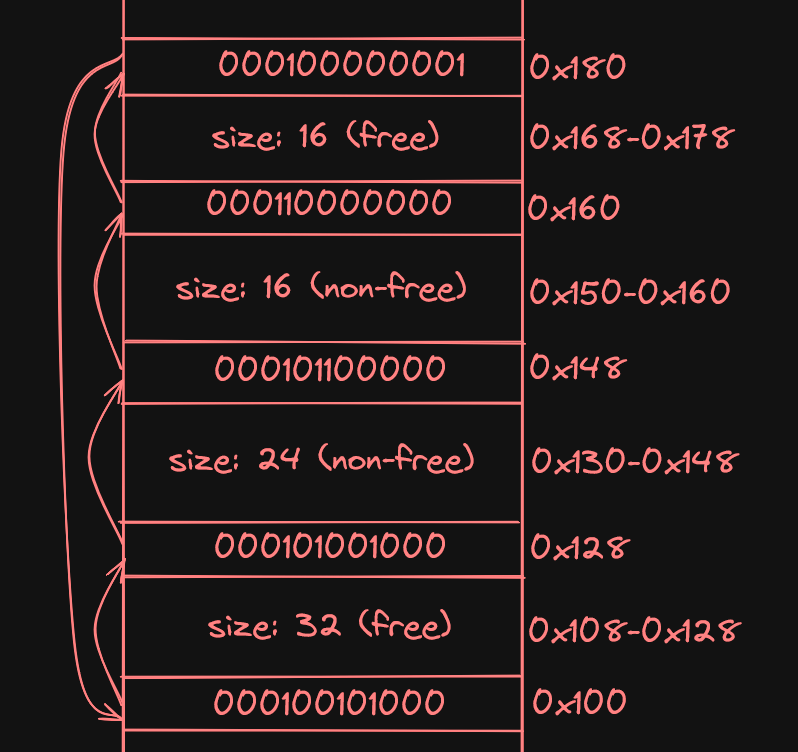 000100000001 0x180
size: 16 (free) 0x168-0x178
000110000000 0x160
size: 16 (non-free) 0x150-0x160
000101100000 0x148
size: 24 (non-free) 0x130-0x148
000101001000 0x128
size: 32 (free) 0x108-0x128
000100101000 0x100